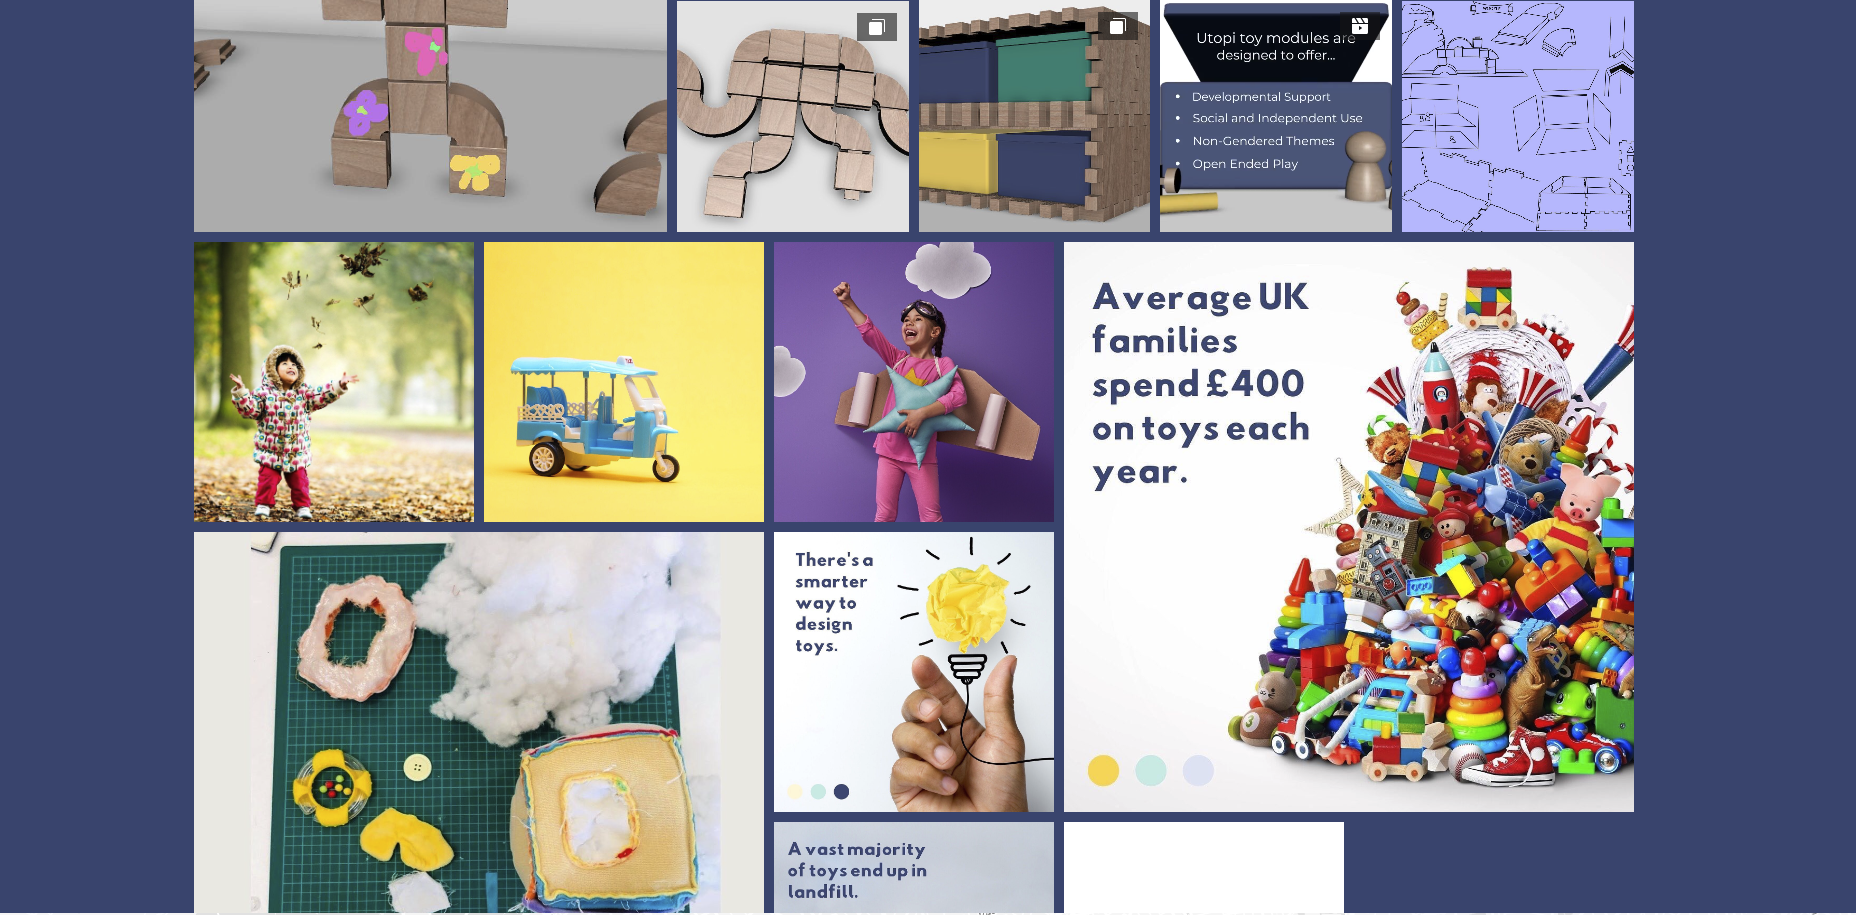 Utopi toy modules are
designed to offer...
• Developmental Support
• Social and Independent Use
• Non-Gendered Themes
• Open Ended Play
Average UK
families
spend £400
on toys each
year.
There's a
smarter
way to
design
toys.
3
A vast majority
of toys end up in
landfill.